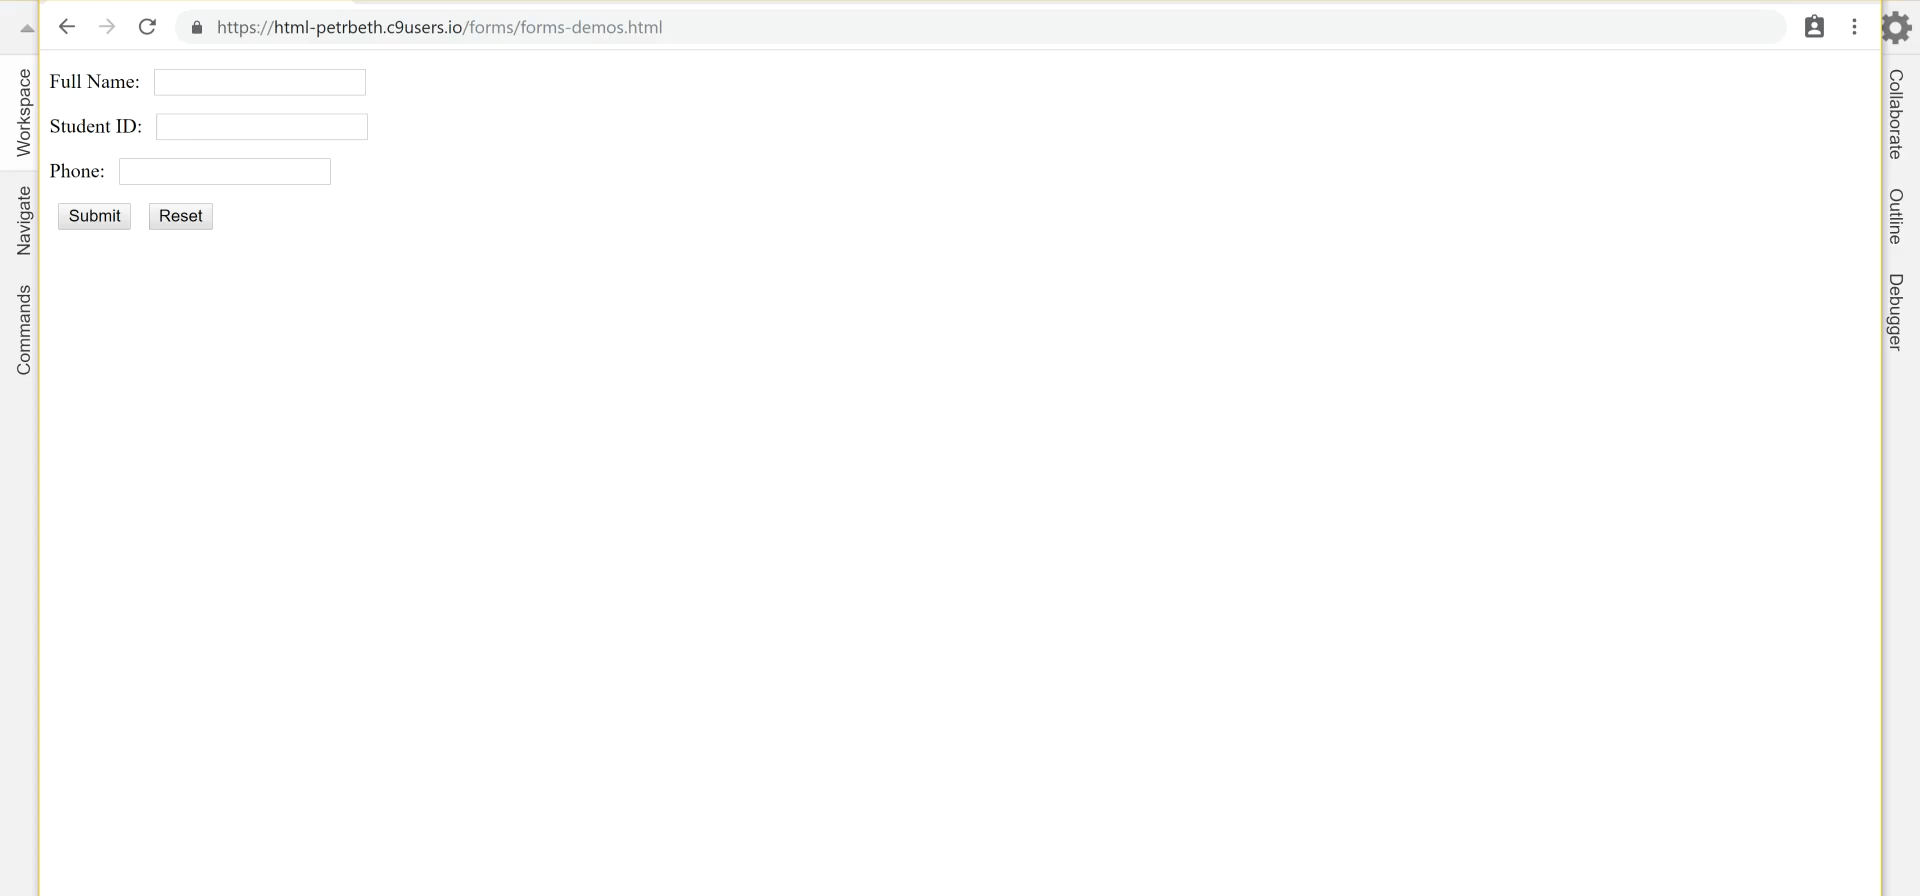 https://html-petrbeth.c9users.io/forms/forms-demos.html
Workspace
Navigate
Commands
Full Name:
Student ID:
Phone:
Submit Reset
Collaborate
Outline
Debugger